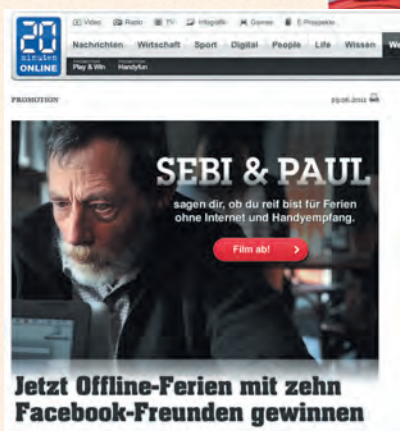 20
minuten
ONLINE
Video Radio TV Infografik Games E-Prospekte
Nachrichten Wirtschaft Sport Digital People Life Wissen
PROMOTION Play & Win
PROMOTION Handyfun
PROMOTION
SEBI & PAUL
sagen dir, ob du reif bist für Ferien
ohne Internet und Handyempfang.
Film ab!
Jetzt Offline-Ferien mit zehn
Facebook-Freunden gewinnen